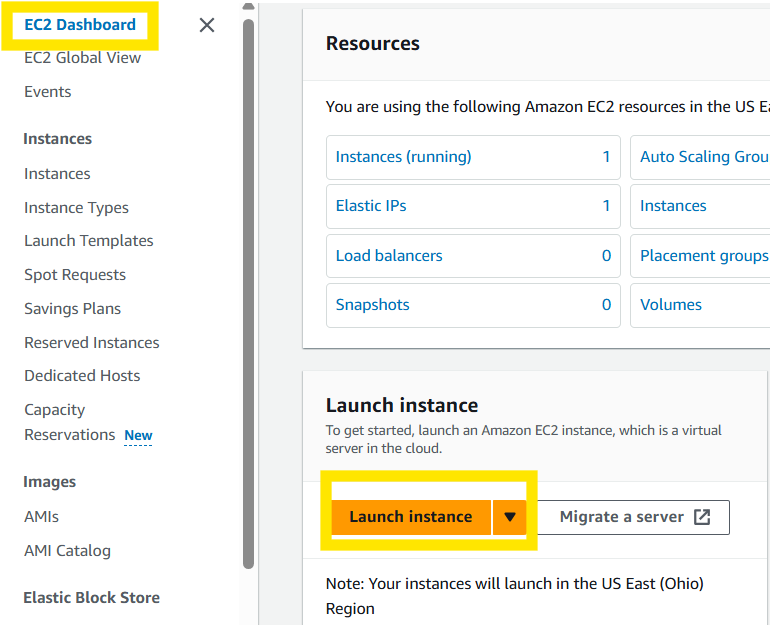 EC2 Dashboard
EC2 Global View
Events
Instances
Instances
Instance Types
Launch Templates
Spot Requests
Savings Plans
Reserved Instances
Dedicated Hosts
Capacity
Reservations New
Images
AMIs
AMI Catalog
Elastic Block Store
Resources
You are using the following Amazon EC2 resources in the US Ea
Instances (running) 1
Auto Scaling Grou
Elastic IPs 1
Instances
Load balancers 0
Placement groups
Snapshots 0
Volumes
Launch instance
To get started, launch an Amazon EC2 instance, which is a virtual
server in the cloud.
Launch instance
Migrate a server
Note: Your instances will launch in the US East (Ohio)
Region